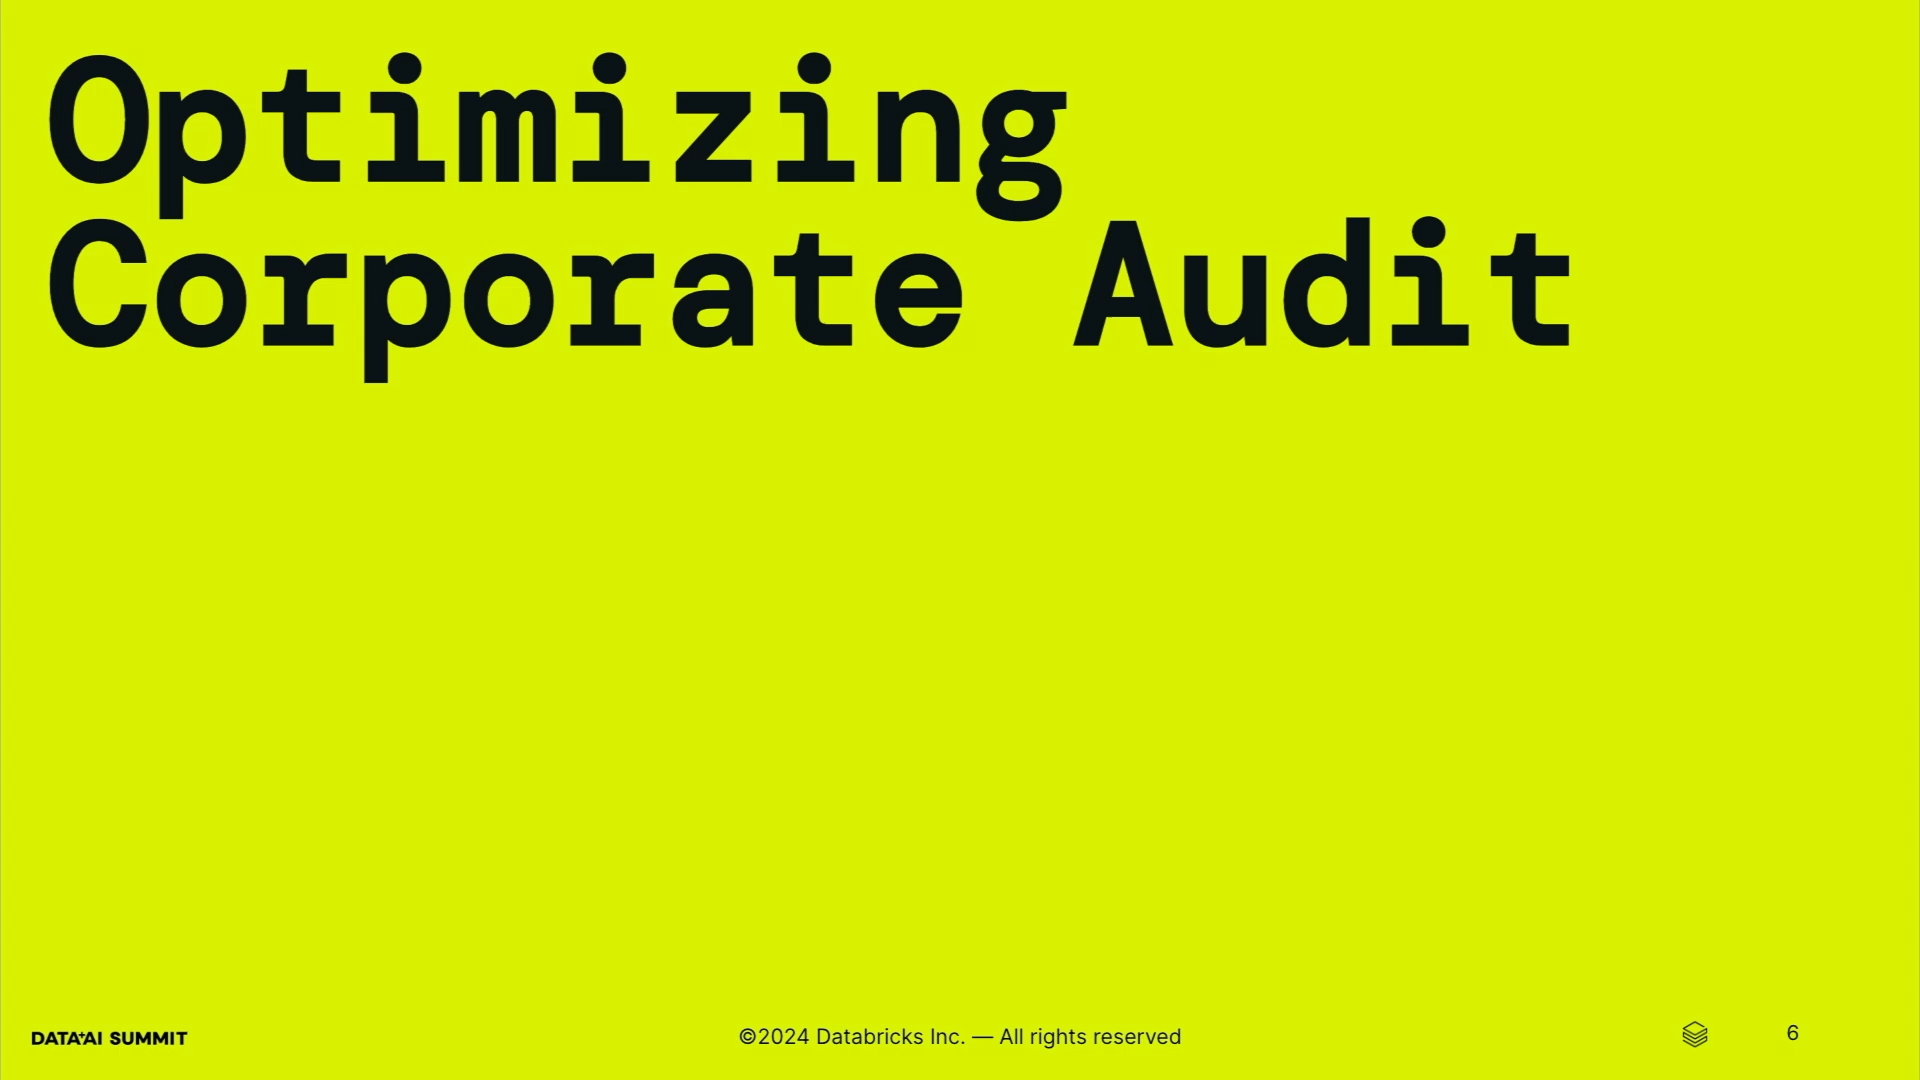 Optimizing
Corporate Audit
DATA+AI SUMMIT
©2024 Databricks Inc. — All rights reserved
6